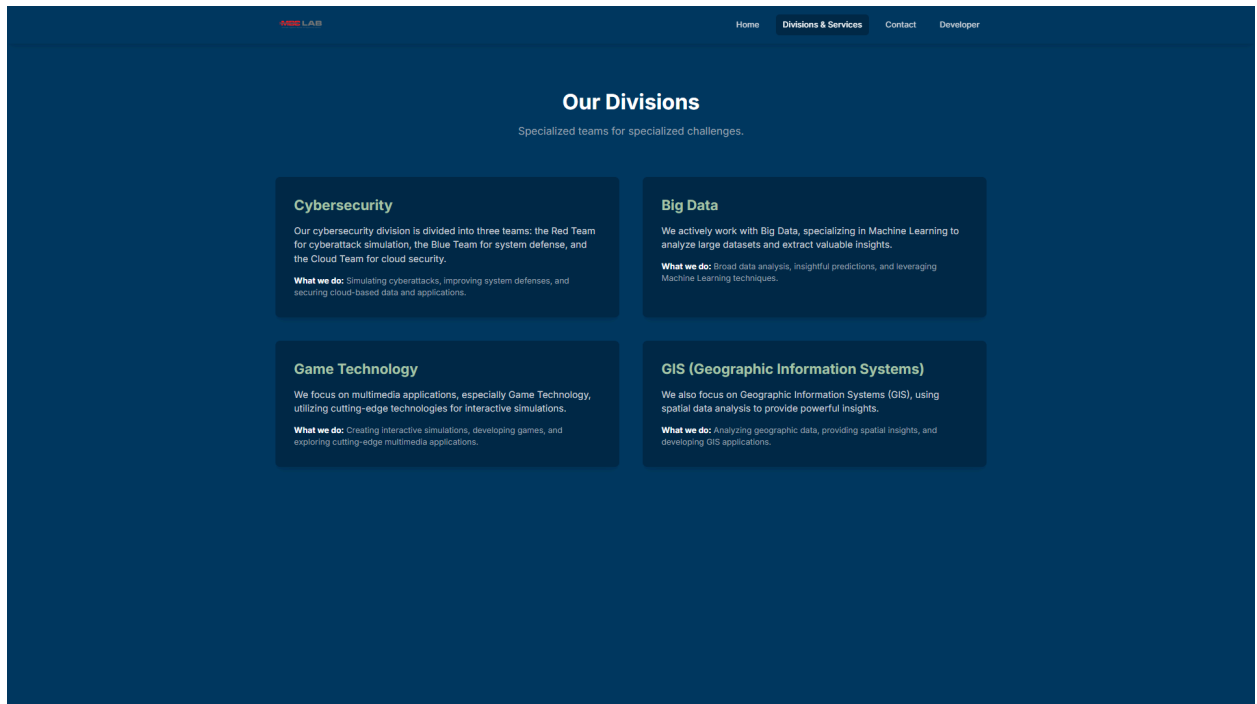 MBC LAB
Home
Divisions & Services
Contact
Developer
Our Divisions
Specialized teams for specialized challenges.
Cybersecurity
Our cybersecurity division is divided into three teams: the Red Team
for cyberattack simulation, the Blue Team for system defense, and
the Cloud Team for cloud security.
What we do: Simulating cyberattacks, improving system defenses, and
securing cloud-based data and applications.
Big Data
We actively work with Big Data, specializing in Machine Learning to
analyze large datasets and extract valuable insights.
What we do: Broad data analysis, insightful predictions, and leveraging
Machine Learning techniques.
Game Technology
We focus on multimedia applications, especially Game Technology,
utilizing cutting-edge technologies for interactive simulations.
What we do: Creating interactive simulations, developing games, and
exploring cutting-edge multimedia applications.
GIS (Geographic Information Systems)
We also focus on Geographic Information Systems (GIS), using
spatial data analysis to provide powerful insights.
What we do: Analyzing geographic data, providing spatial insights, and
developing GIS applications.